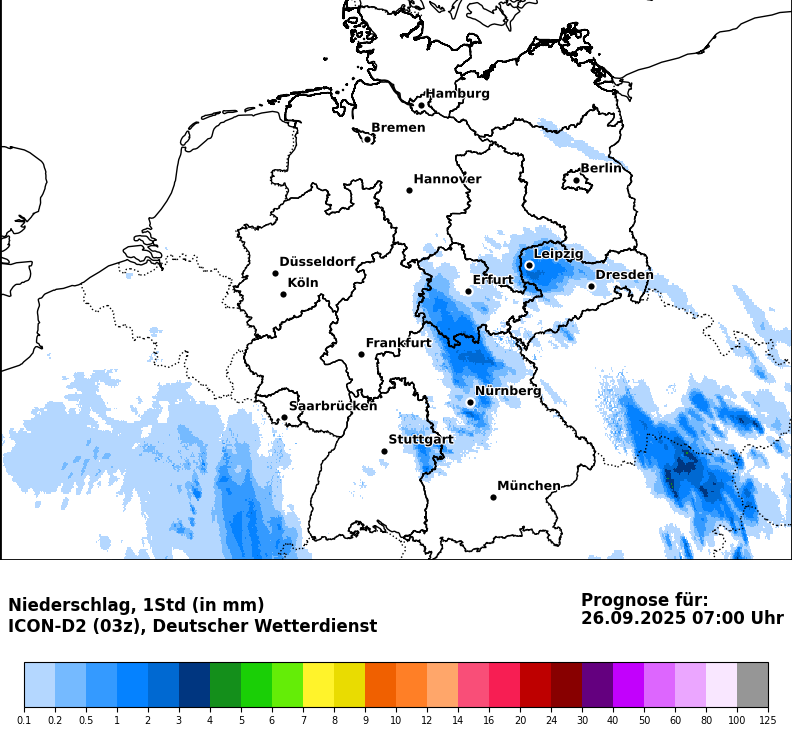 Hamburg
Bremen
Berlin
Hannover
Leipzig
Düsseldorf
Dresden
Köln
Erfurt
Frankfurt
Nürnberg
Saarbrücken
Stuttgart
München
Niederschlag, 1Std (in mm)
ICON-D2 (03z), Deutscher Wetterdienst
Prognose für:
26.09.2025 07:00 Uhr
0.1 0.2 0.5 1 2 3 4 5 6 7 8 9 10 12 14 16 20 24 30 40 50 60 80 100 125